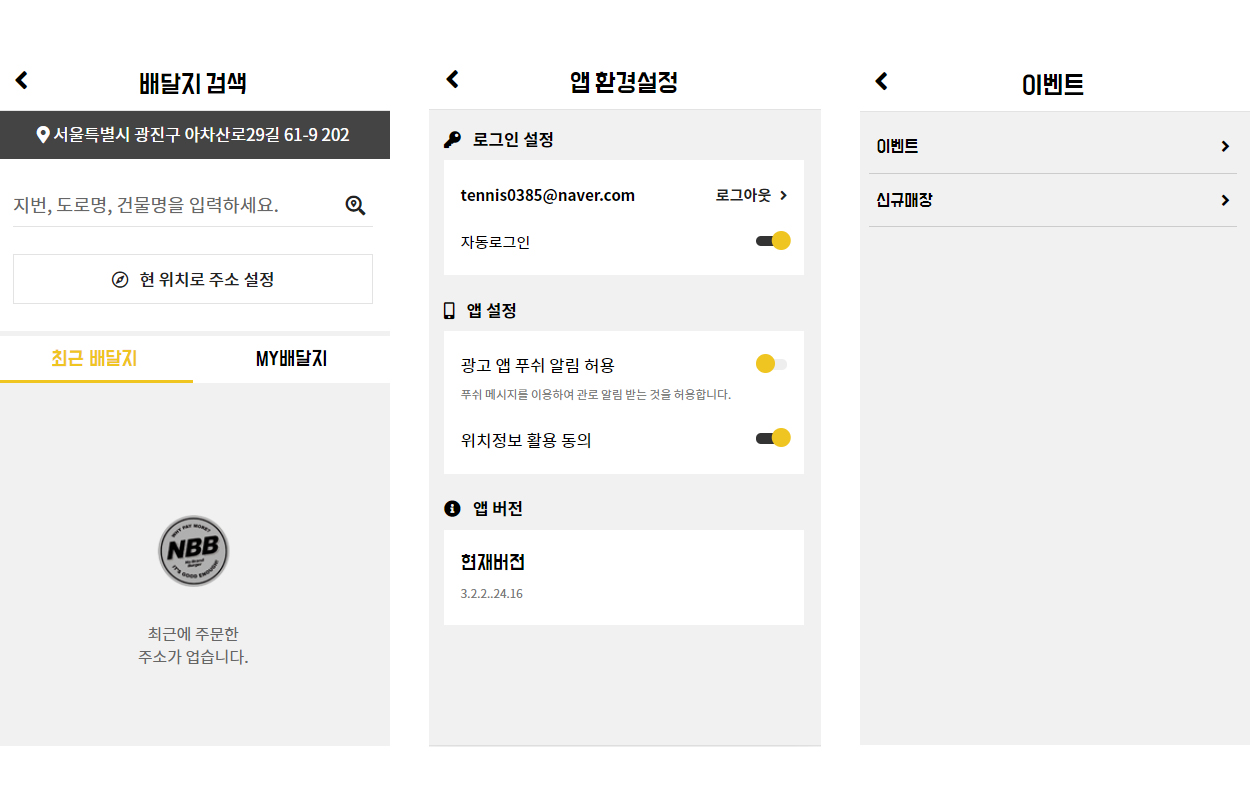 배달지 검색
서울특별시 광진구 아차산로29길 61-9 202
지번, 도로명, 건물명을 입력하세요.
현 위치로 주소 설정
최근 배달지
MY배달지
WHY PAY MORE?
NBB
No Brand
Burger
IT'S GOOD ENOUGH!
최근에 주문한
주소가 업습니다.
앱 환경설정
로그인 설정
tennis0385@naver.com
로그아웃
자동로그인
앱 설정
광고 앱 푸쉬 알림 허용
푸쉬 메시지를 이용하여 관로 알림 받는 것을 허용합니다.
위치정보 활용 동의
앱 버전
현재버전
3.2.2..24.16
이벤트
이벤트
신규매장